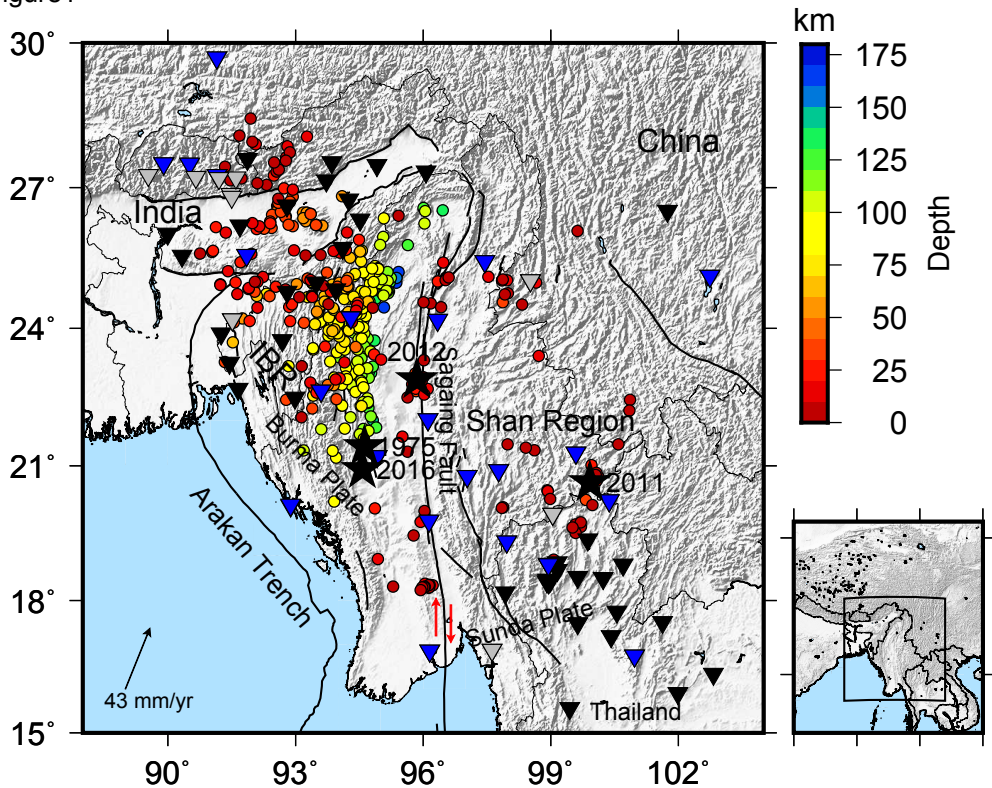 km
30°
27°
24°
21°
18°
15°
90°
93°
96°
99°
102°
175
150
125
100
75
50
25
0
Depth
China
India
IBR
2012
Sagaing Fault
Shan Region
Burma Plate
1975
2016
2011
Arakan Trench
Sunda Plate
43 mm/yr
Thailand